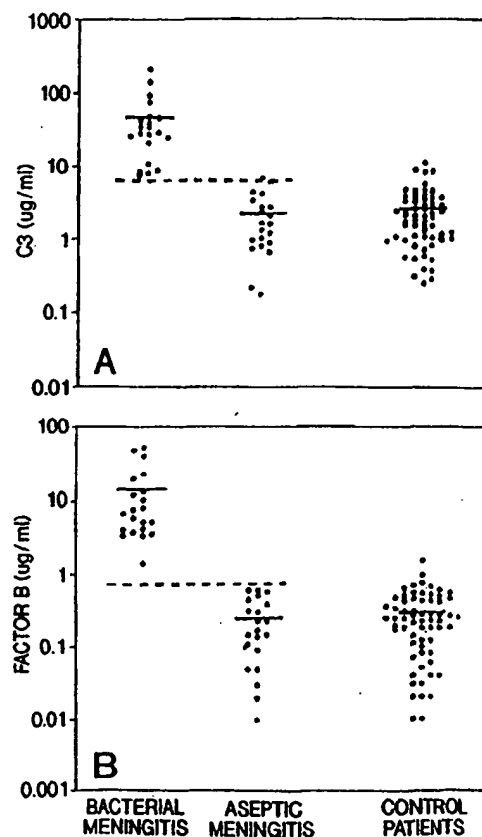 1000
100
10
1
0.1
0.01
C3 (ug/ml)
A
100
10
1
0.1
0.01
0.001
FACTOR B (ug/ml)
B
BACTERIAL MENINGITIS
ASEPTIC MENINGITIS
CONTROL PATIENTS